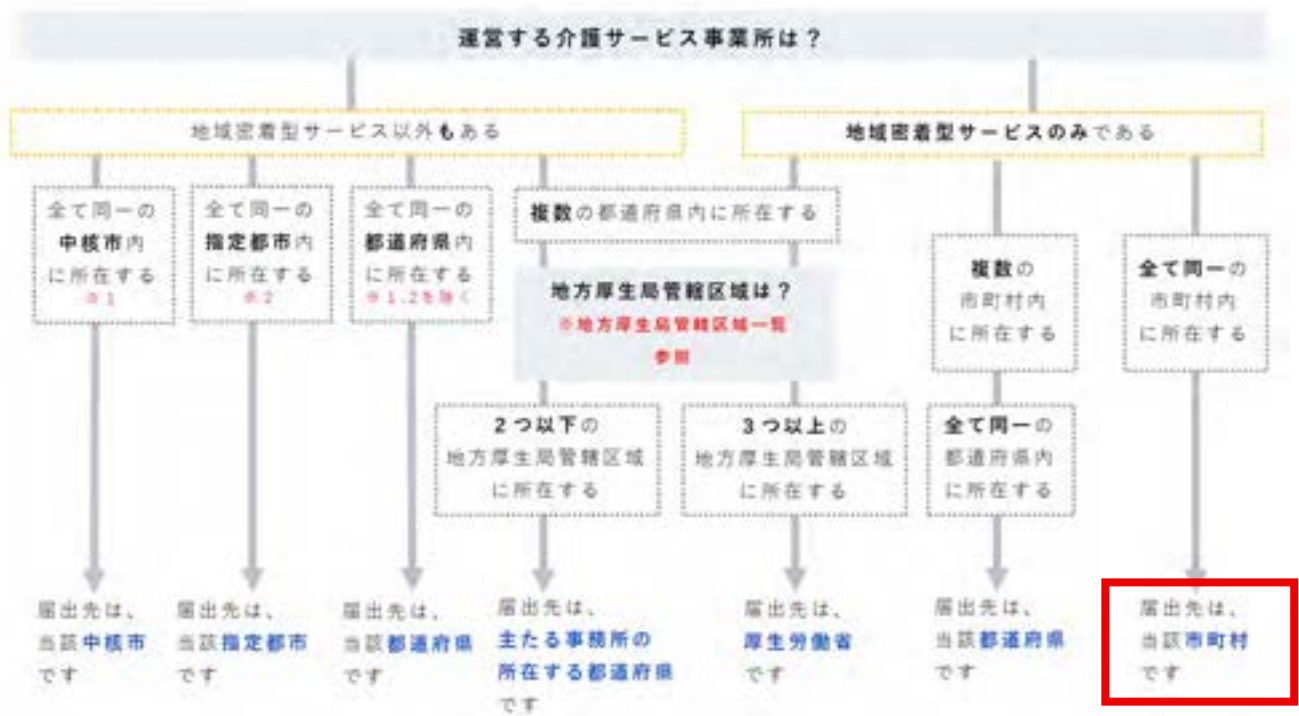 運営する介護サービス事業所は？
地域密着型サービス以外もある
地域密着型サービスのみである
全て同一の
中核市内
に所在する
※1
全て同一の
指定都市内
に所在する
※2
全て同一の
都道府県内
に所在する
※1,2を除く
複数の都道府県内に所在する
地方厚生局管轄区域は？
※地方厚生局管轄区域一覧
参照
複数の
市町村内
に所在する
全て同一の
市町村内
に所在する
2つ以下の
地方厚生局管轄区域
に所在する
3つ以上の
地方厚生局管轄区域
に所在する
全て同一の
都道府県内
に所在する
届出先は、
当該中核市
です
届出先は、
当該指定都市
です
届出先は、
当該都道府県
です
届出先は、
主たる事務所の
所在する都道府県
です
届出先は、
厚生労働省
です
届出先は、
当該都道府県
です
届出先は、
当該市町村
です